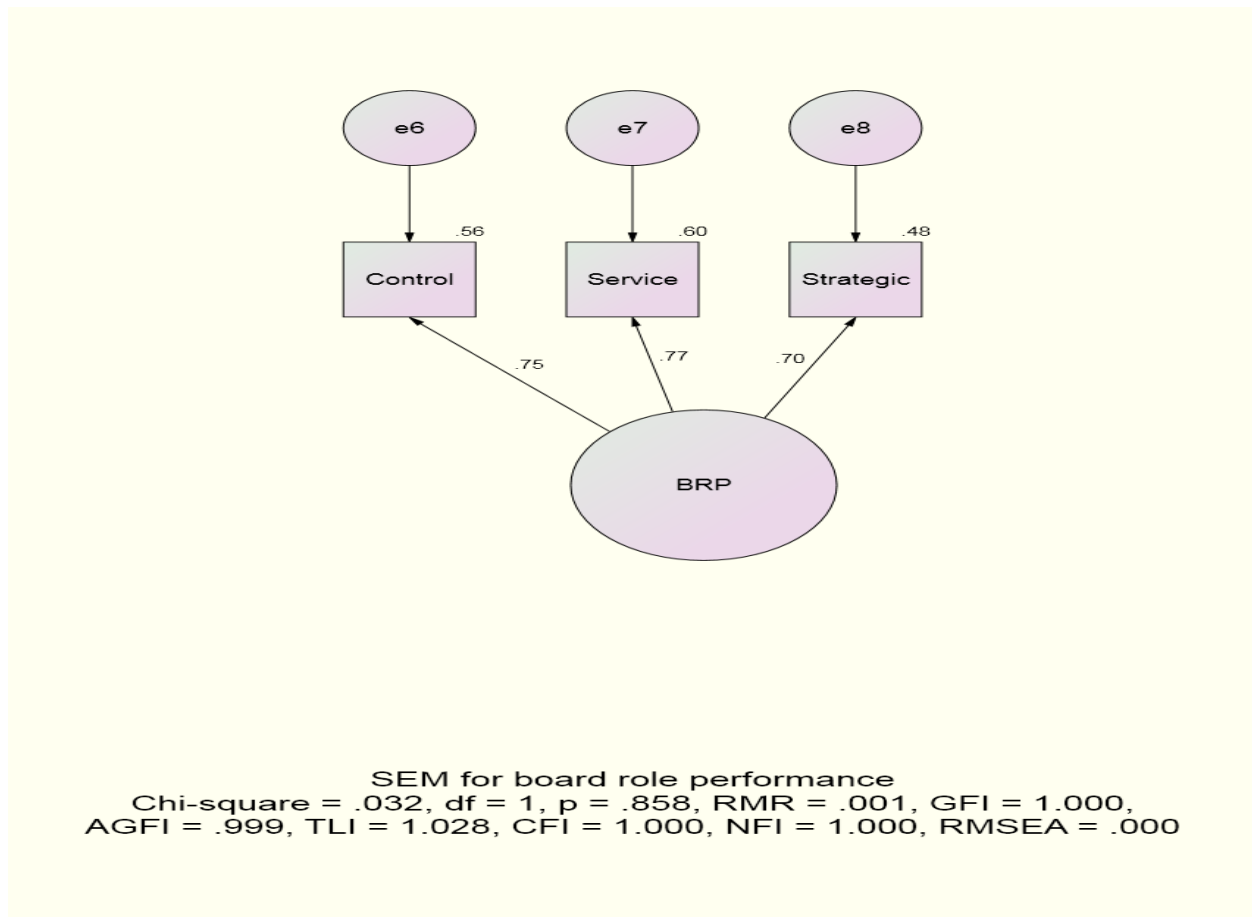 e6 e7 e8
.56 .60 .48
Control Service Strategic
.75 .77 .70
BRP
SEM for board role performance
Chi-square = .032, df = 1, p = .858, RMR = .001, GFI = 1.000,
AGFI = .999, TLI = 1.028, CFI = 1.000, NFI = 1.000, RMSEA = .000